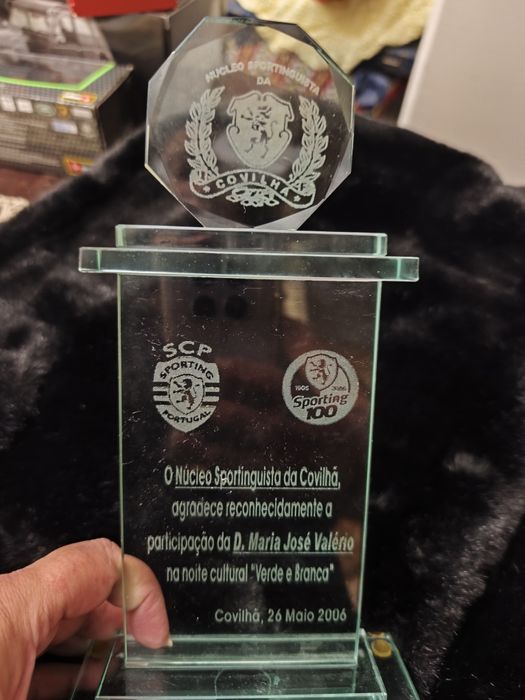 NÚCLEO SPORTINGUISTA
DA
COVILHÃ
SCP
SPORTING
PORTUGAL
1906 2006
Sporting
100
O Núcleo Sportinguista da Covilhã,
agradece reconhecidamente a
participação da D. Maria José Valério
na noite cultural "Verde e Branca"
Covilhã, 26 Maio 2006